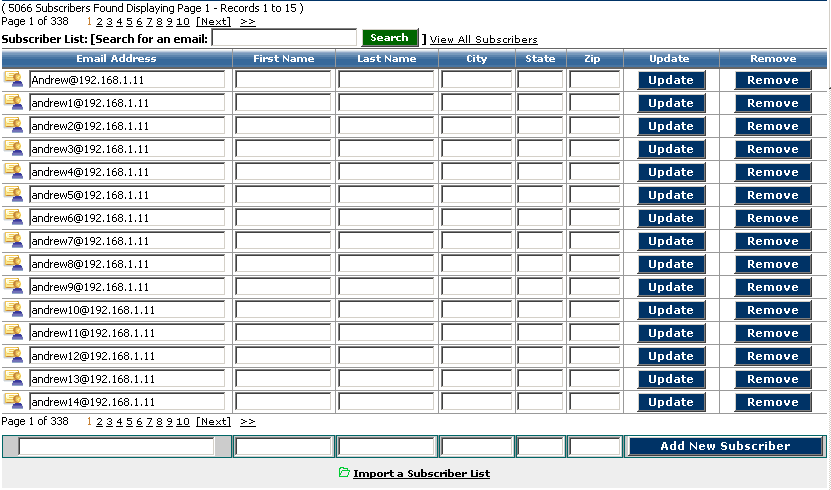 ( 5066 Subscribers Found Displaying Page 1 - Records 1 to 15 )
Page 1 of 338 1 2 3 4 5 6 7 8 9 10 [Next] >>
Subscriber List: [Search for an email: Search ] View All Subscribers
Email Address First Name Last Name City State Zip Update Remove
Andrew@192.168.1.11 Update Remove
andrew1@192.168.1.11 Update Remove
andrew2@192.168.1.11 Update Remove
andrew3@192.168.1.11 Update Remove
andrew4@192.168.1.11 Update Remove
andrew5@192.168.1.11 Update Remove
andrew6@192.168.1.11 Update Remove
andrew7@192.168.1.11 Update Remove
andrew8@192.168.1.11 Update Remove
andrew9@192.168.1.11 Update Remove
andrew10@192.168.1.11 Update Remove
andrew11@192.168.1.11 Update Remove
andrew12@192.168.1.11 Update Remove
andrew13@192.168.1.11 Update Remove
andrew14@192.168.1.11 Update Remove
Page 1 of 338 1 2 3 4 5 6 7 8 9 10 [Next] >>
Add New Subscriber
Import a Subscriber List